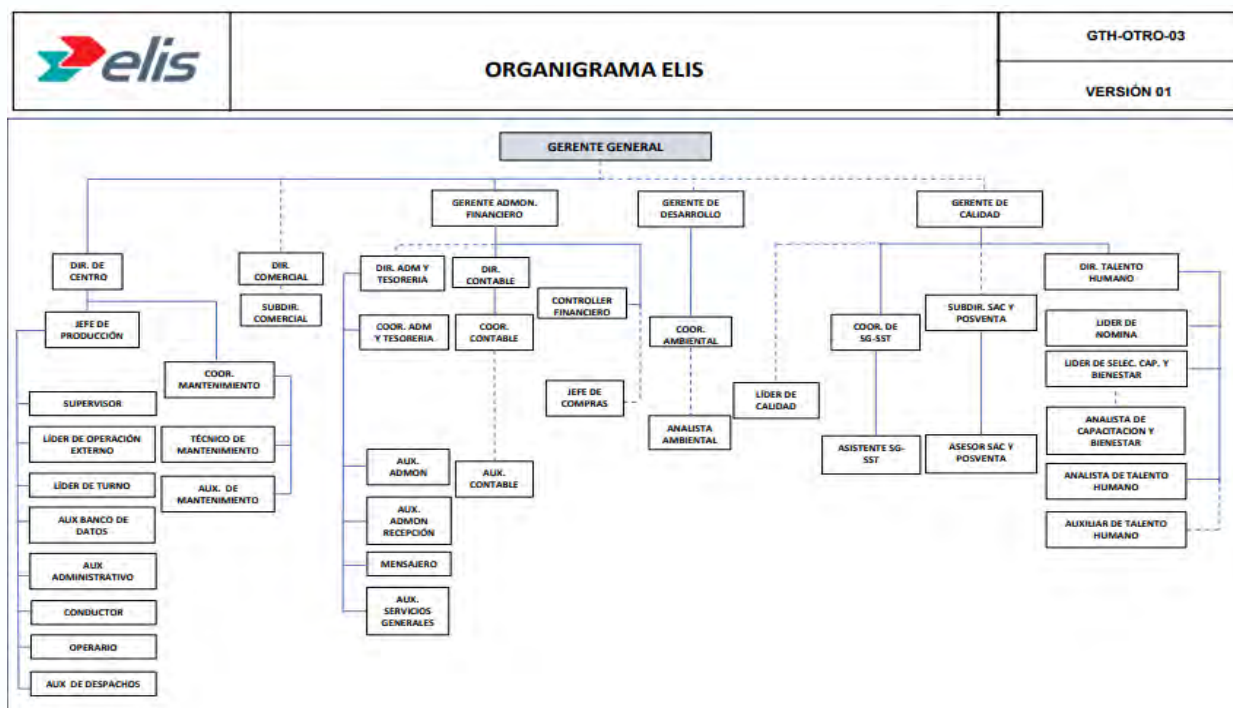 elis
ORGANIGRAMA ELIS
GTH-OTRO-03
VERSIÓN 01
GERENTE GENERAL
GERENTE ADMON.
FINANCIERO
GERENTE DE
DESARROLLO
GERENTE DE
CALIDAD
DIR. DE
CENTRO
DIR.
COMERCIAL
SUBDIR.
COMERCIAL
JEFE DE
PRODUCCIÓN
COOR.
MANTENIMIENTO
SUPERVISOR
LÍDER DE OPERACIÓN
EXTERNO
LÍDER DE TURNO
AUX BANCO DE
DATOS
AUX
ADMINISTRATIVO
CONDUCTOR
OPERARIO
AUX DE DESPACHOS
TÉCNICO DE
MANTENIMIENTO
AUX. DE
MANTENIMIENTO
DIR. ADM Y
TESORERIA
COOR. ADM
Y TESORERIA
AUX.
ADMON
AUX.
ADMON
RECEPCIÓN
MENSAJERO
AUX.
SERVICIOS
GENERALES
DIR.
CONTABLE
COOR.
CONTABLE
AUX.
CONTABLE
CONTROLLER
FINANCIERO
JEFE DE
COMPRAS
COOR.
AMBIENTAL
ANALISTA
AMBIENTAL
LÍDER DE
CALIDAD
COOR. DE
SG-SST
ASISTENTE SG-
SST
SUBDIR. SAC Y
POSVENTA
ASESOR SAC Y
POSVENTA
DIR. TALENTO
HUMANO
LIDER DE
NOMINA
LIDER DE SELEC. CAP. Y
BIENESTAR
ANALISTA DE
CAPACITACION Y
BIENESTAR
ANALISTA DE TALENTO
HUMANO
AUXILIAR DE TALENTO
HUMANO